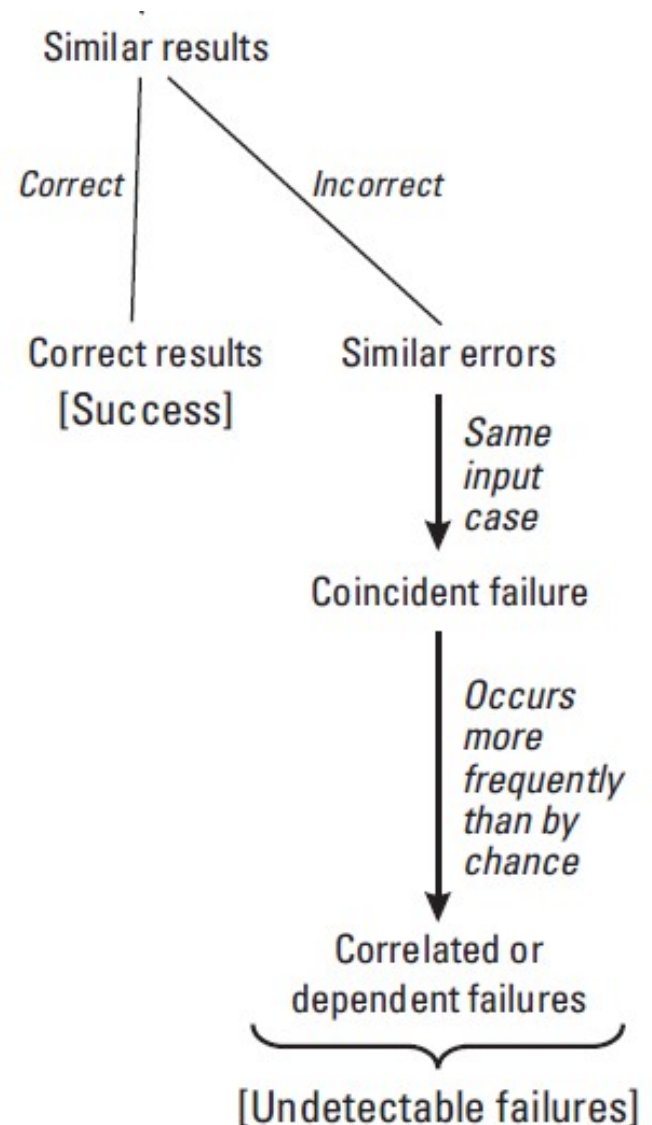 Similar results
Correct
Incorrect
Correct results
[Success]
Similar errors
Same
input
case
Coincident failure
Occurs
more
frequently
than by
chance
Correlated or
dependent failures
[Undetectable failures]